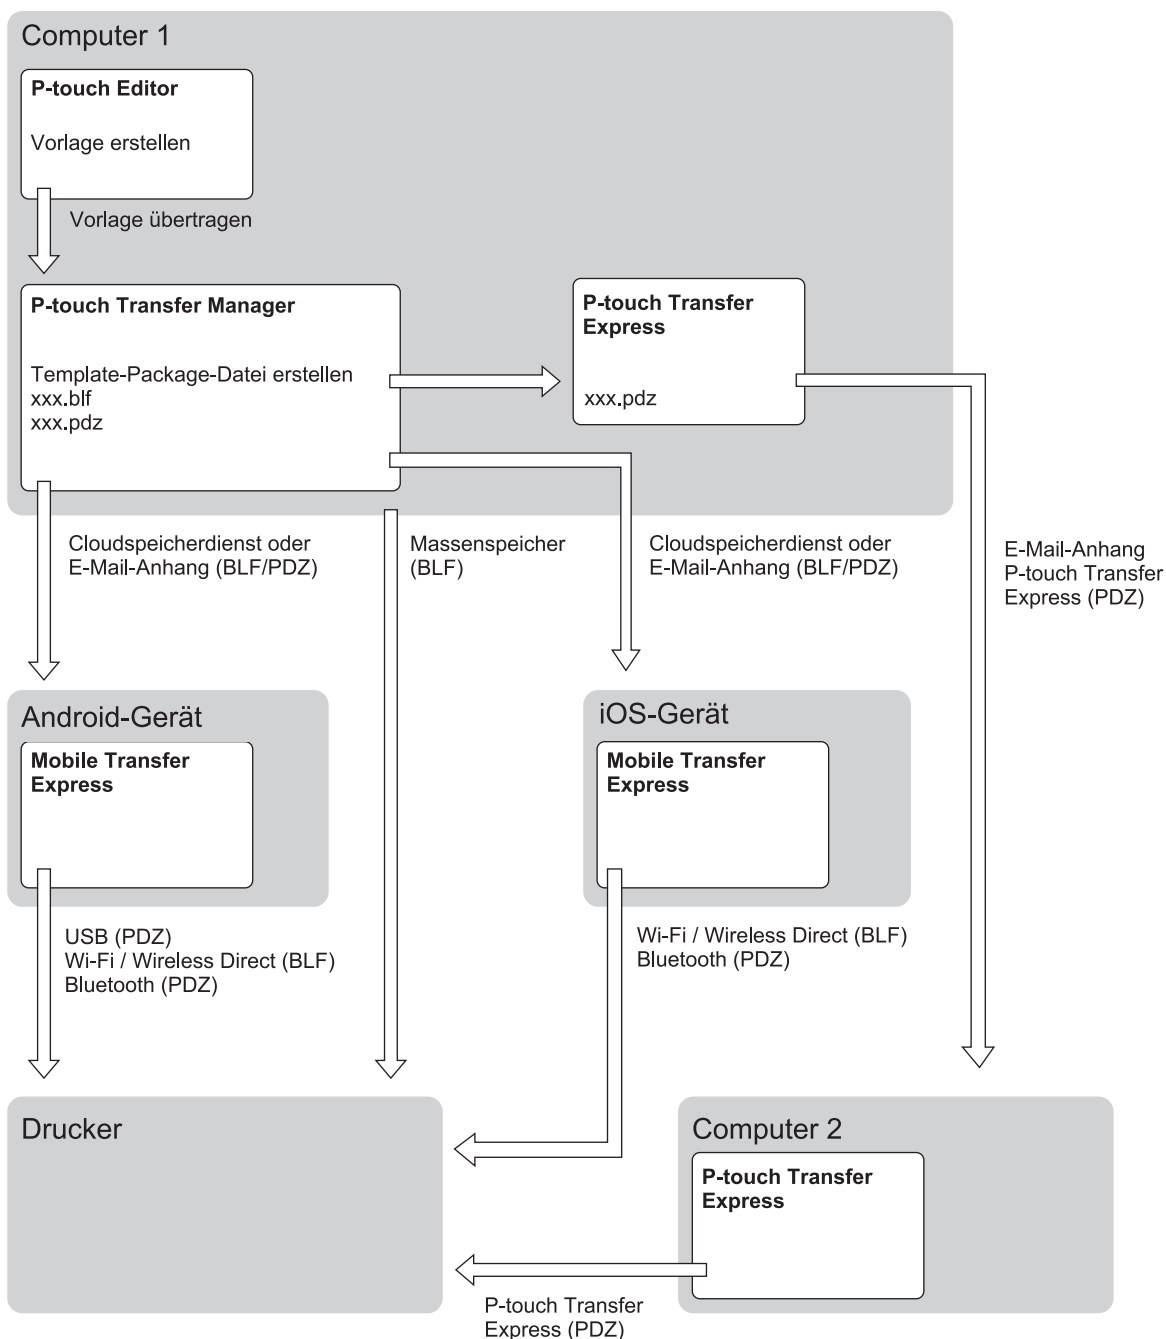 Computer 1
P-touch Editor
Vorlage erstellen
Vorlage übertragen
P-touch Transfer Manager
Template-Package-Datei erstellen
xxx.blf
xxx.pdz
P-touch Transfer
Express
xxx.pdz
Cloudspeicherdienst oder
E-Mail-Anhang (BLF/PDZ)
Massenspeicher
(BLF)
Cloudspeicherdienst oder
E-Mail-Anhang (BLF/PDZ)
E-Mail-Anhang
P-touch Transfer
Express (PDZ)
Android-Gerät
Mobile Transfer
Express
iOS-Gerät
Mobile Transfer
Express
USB (PDZ)
Wi-Fi / Wireless Direct (BLF)
Bluetooth (PDZ)
Wi-Fi / Wireless Direct (BLF)
Bluetooth (PDZ)
Drucker
Computer 2
P-touch Transfer
Express
P-touch Transfer
Express (PDZ)